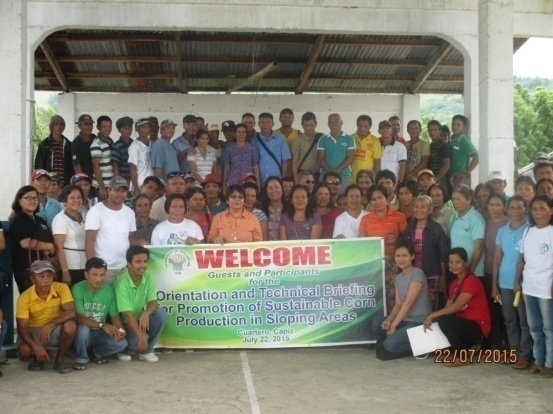 WELCOME
Guests and Participants
for the
Orientation and Technical Briefing
for Promotion of Sustainable Corn
Production in Sloping Areas
Cuartero, Capiz
July 22, 2015
22/07/2015